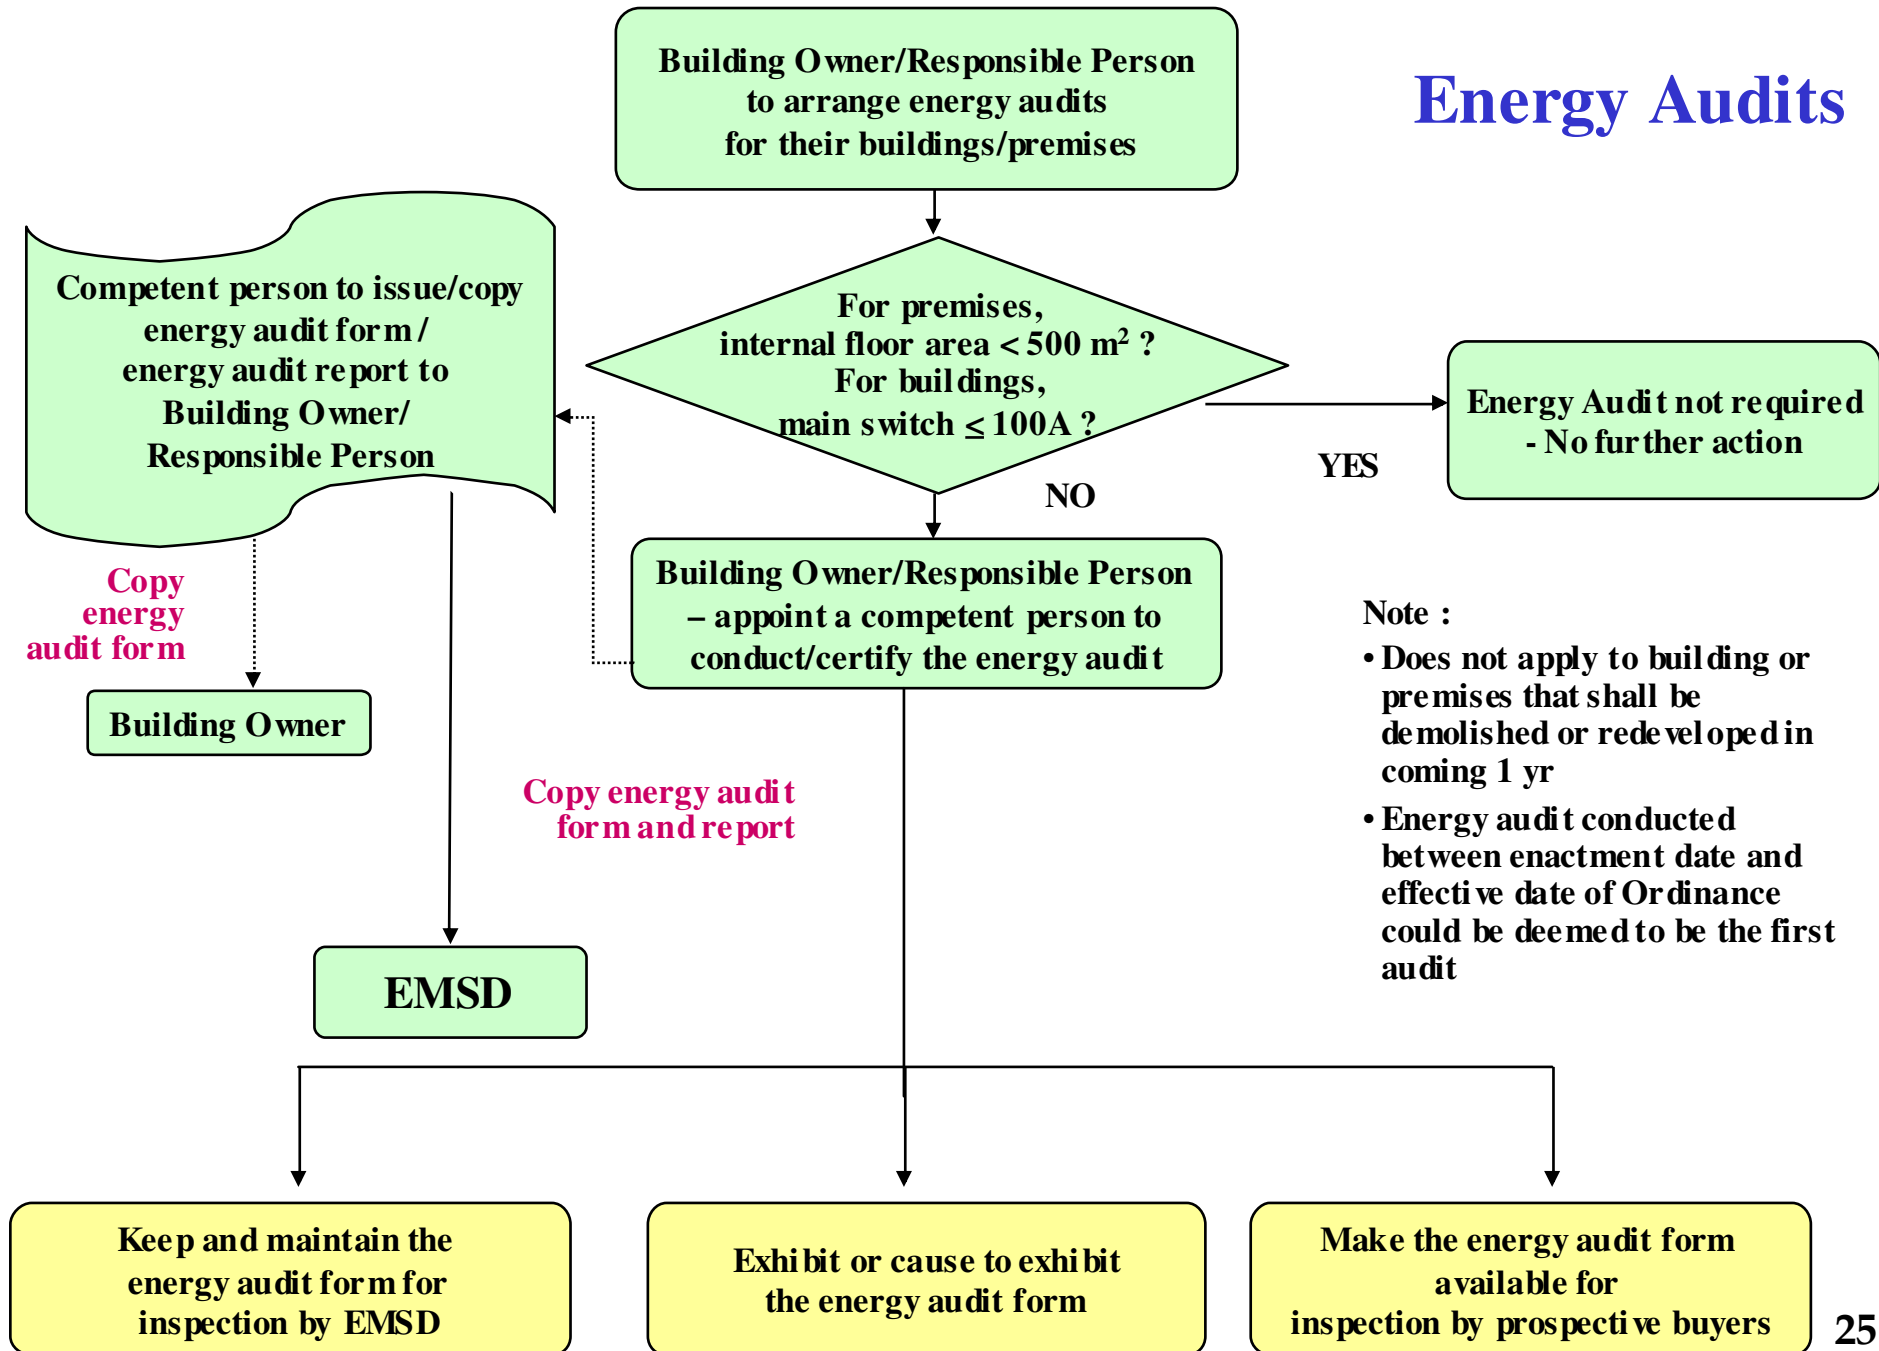 Energy Audits
Building Owner/Responsible Person
to arrange energy audits
for their buildings/premises
For premises,
internal floor area < 500 m² ?
For buildings,
main switch ≤ 100A ?
YES
Energy Audit not required
- No further action
NO
Building Owner/Responsible Person
– appoint a competent person to
conduct/certify the energy audit
Competent person to issue/copy
energy audit form/
energy audit report to
Building Owner/
Responsible Person
Copy
energy
audit form
Building Owner
Copy energy audit
form and report
EMSD
Note :
• Does not apply to building or
premises that shall be
demolished or redeveloped in
coming 1 yr
• Energy audit conducted
between enactment date and
effective date of Ordinance
could be deemed to be the first
audit
Keep and maintain the
energy audit form for
inspection by EMSD
Exhibit or cause to exhibit
the energy audit form
Make the energy audit form
available for
inspection by prospective buyers
25